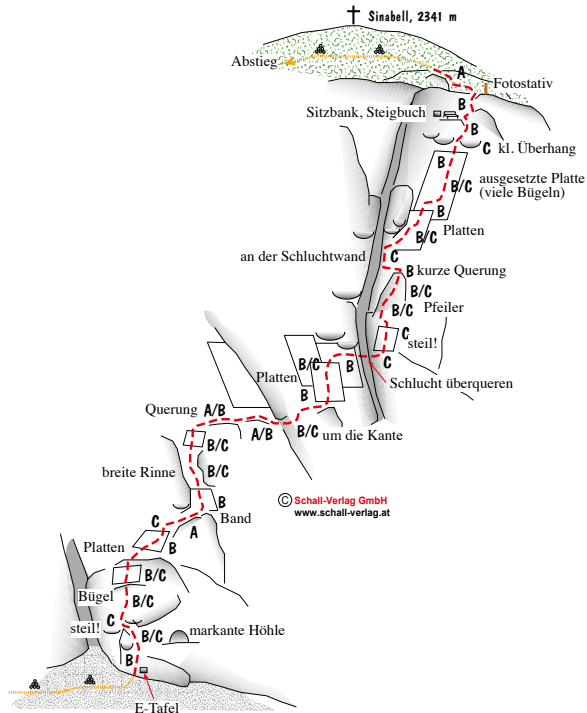 Sinabell, 2341 m
Abstieg
A
Fotostativ
B
Sitzbank, Steigbuch
B
C
kl. Überhang
B
B/C
ausgesetzte Platte
(viele Bügeln)
B
B/C
Platten
an der Schluchtwand
C
B
kurze Querung
B/C
B/C
Pfeiler
C
steil!
B/C
B
C
Platten
Schlucht überqueren
B
Querung
A/B
A/B
B/C
um die Kante
B/C
breite Rinne
B/C
B
© Schall-Verlag GmbH
www.schall-verlag.at
Band
C
A
B
Platten
B/C
Bügel
B/C
C
steil!
B/C
markante Höhle
B
E-Tafel